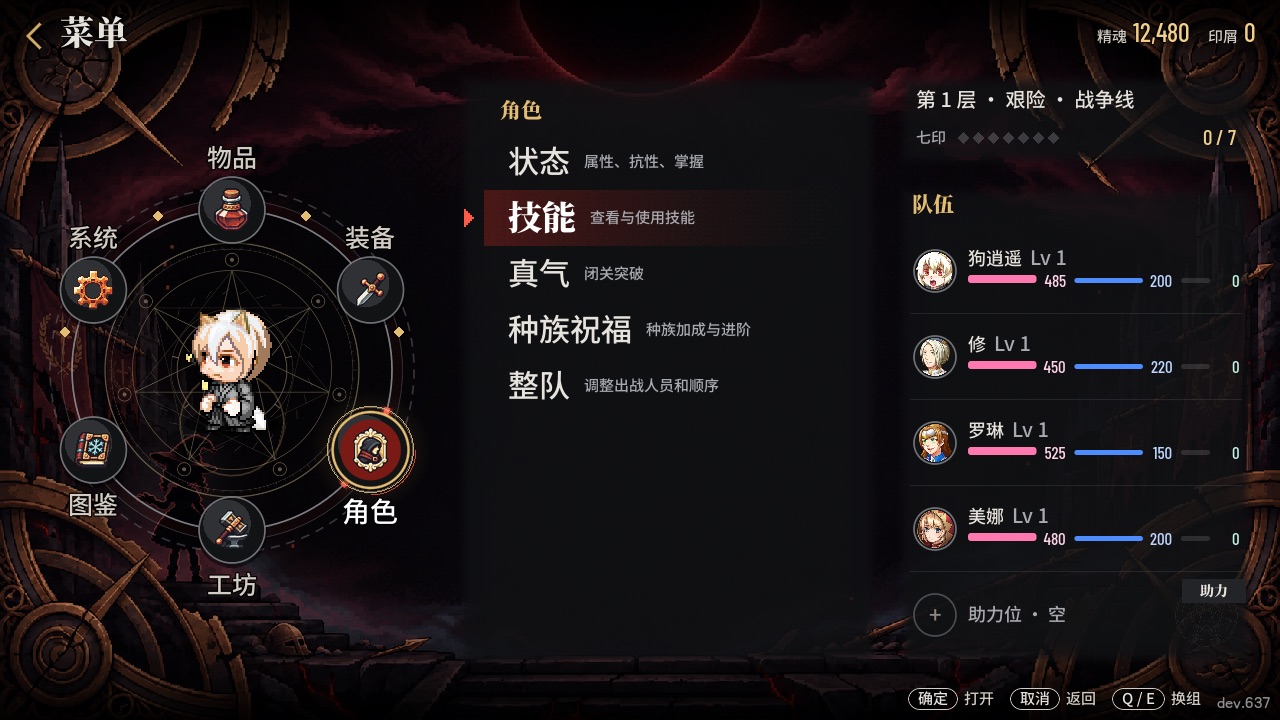 菜单
精魂 12,480 印屑 0
物品
系统
装备
图鉴
角色
工坊
角色
状态 属性、抗性、掌握
技能 查看与使用技能
真气 闭关突破
种族祝福 种族加成与进阶
整队 调整出战人员和顺序
第 1 层 · 艰险 · 战争线
七印 0 / 7
队伍
狗逍遥 Lv 1
485 200 0
修 Lv 1
450 220 0
罗琳 Lv 1
525 150 0
美娜 Lv 1
480 200 0
助力
+ 助力位 · 空
确定 打开 取消 返回 Q / E 换组 dev.637